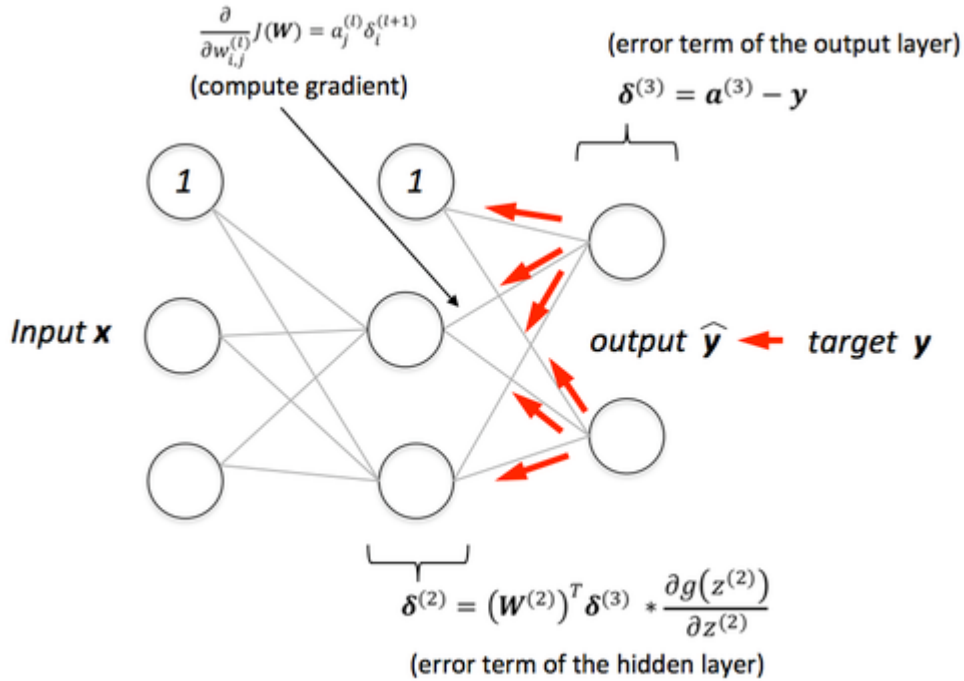 ∂/∂w_{i,j}^{(l)} J(W) = a_j^{(l)} δ_i^{(l+1)}
(compute gradient)
(error term of the output layer)
δ^{(3)} = a^{(3)} − y
1
1
Input x
output ŷ
target y
δ^{(2)} = (W^{(2)})^T δ^{(3)} * ∂g(z^{(2)})/∂z^{(2)}
(error term of the hidden layer)